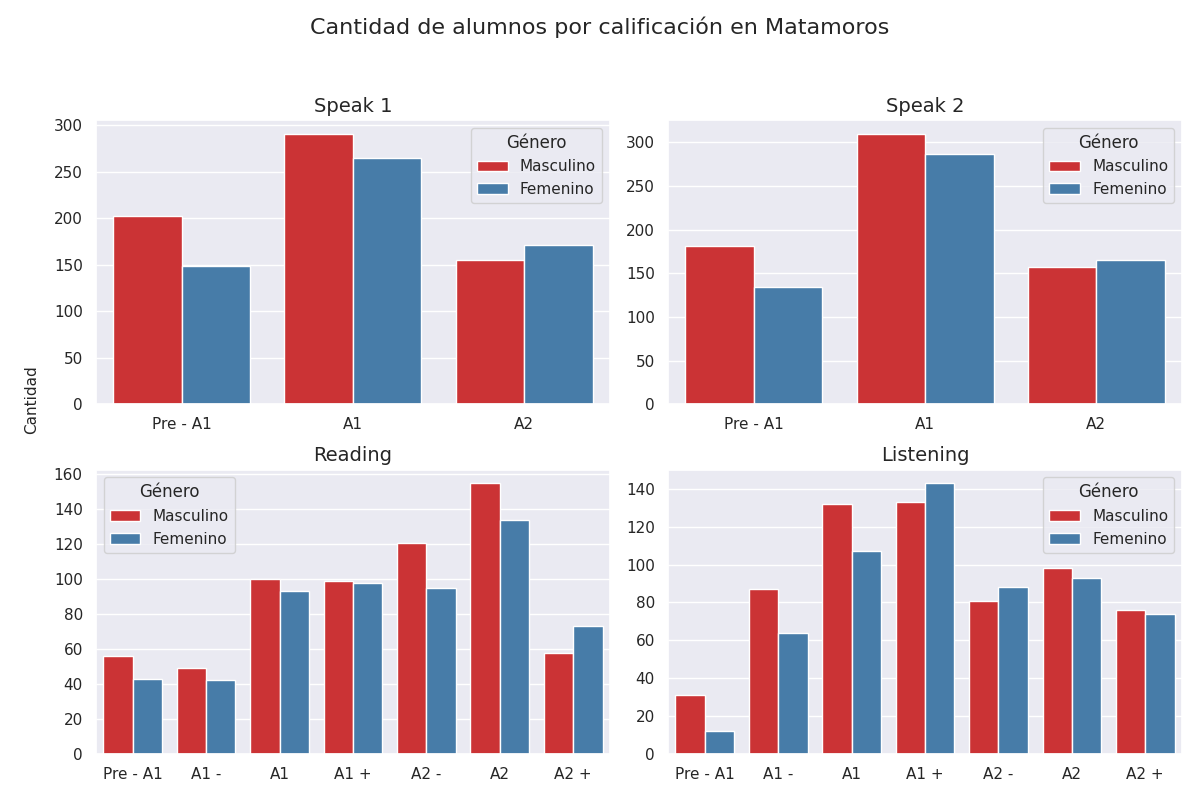 Cantidad de alumnos por calificación en Matamoros
Cantidad
Speak 1
300
250
200
150
100
50
0
Género
Masculino
Femenino
Pre - A1 A1 A2
Speak 2
300
250
200
150
100
50
0
Género
Masculino
Femenino
Pre - A1 A1 A2
Reading
160
140
120
100
80
60
40
20
0
Género
Masculino
Femenino
Pre - A1 A1 - A1 A1 + A2 - A2 A2 +
Listening
140
120
100
80
60
40
20
0
Género
Masculino
Femenino
Pre - A1 A1 - A1 A1 + A2 - A2 A2 +